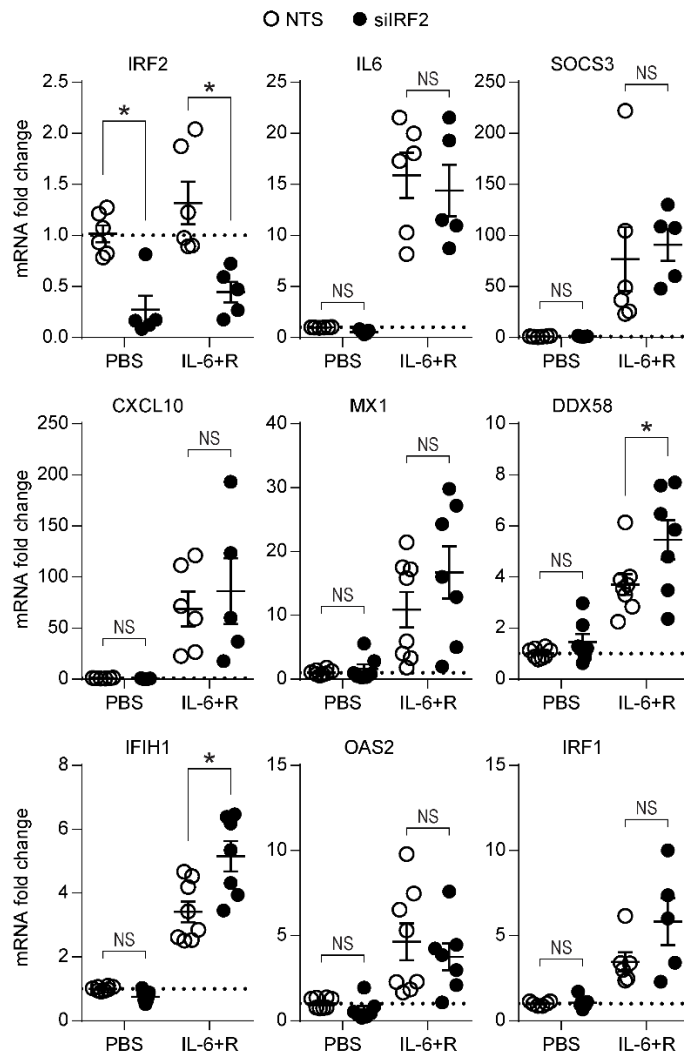 NTS siIRF2
IRF2 IL6 SOCS3
mRNA fold change
2.5
2.0
1.5
1.0
0.5
0.0
* *
PBS IL-6+R
25
20
15
10
5
0
NS NS
PBS IL-6+R
250
200
150
100
50
0
NS NS
PBS IL-6+R
CXCL10 MX1 DDX58
mRNA fold change
250
200
150
100
50
0
NS NS
PBS IL-6+R
40
30
20
10
0
NS NS
PBS IL-6+R
10
8
6
4
2
0
NS *
PBS IL-6+R
IFIH1 OAS2 IRF1
mRNA fold change
8
6
4
2
0
NS *
PBS IL-6+R
15
10
5
0
NS NS
PBS IL-6+R
15
10
5
0
NS NS
PBS IL-6+R